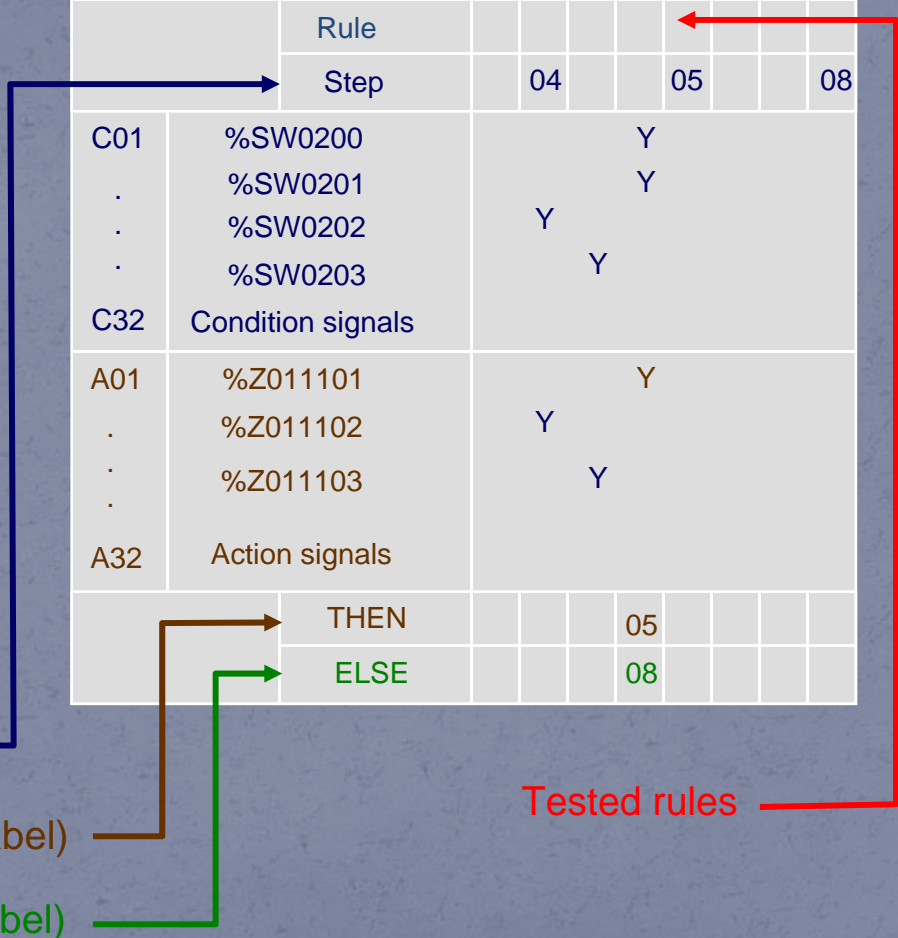 Rule
Step 04 05 08
C01 %SW0200 Y
. %SW0201 Y
. %SW0202 Y
. %SW0203 Y
C32 Condition signals
A01 %Z011101 Y
. %Z011102 Y
. %Z011103 Y
.
A32 Action signals
THEN 05
ELSE 08
Tested rules
bel)
bel)